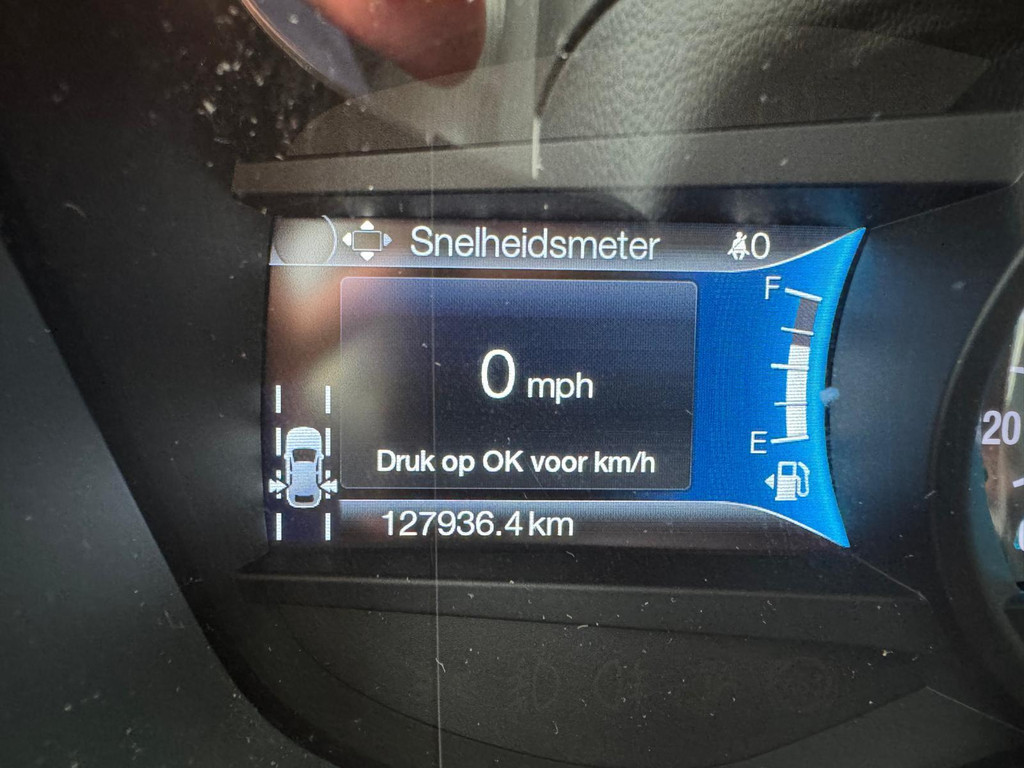 Snelheidsmeter 0
F
0 mph
E
Druk op OK voor km/h
127936.4 km
20